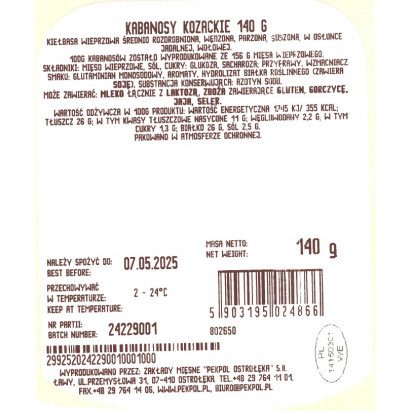 KABANOSY KOZACKIE 140 G
KIEŁBASA WIEPRZOWA ŚREDNIO ROZDROBNIONA, WĘDZONA, PARZONA, SUSZONA, W OSŁONCE
JADALNEJ, WOŁOWEJ.
100G KABANOSÓW ZOSTAŁO WYPRODUKOWANE ZE 156 G MIĘSA WIEPRZOWEGO.
SKŁADNIKI: MIĘSO WIEPRZOWE, SÓL, CUKRY: GLUKOZA, SACHAROZA; PRZYPRAWY, WZMACNIACZ
SMAKU: GLUTAMINIAN MONOSODOWY, AROMATY, HYDROLIZAT BIAŁKA ROŚLINNEGO (ZAWIERA
SOJĘ), SUBSTANCJA KONSERWUJĄCA: AZOTYN SODU.
MOŻE ZAWIERAĆ: MLEKO ŁĄCZNIE Z LAKTOZĄ, ZBOŻA ZAWIERAJĄCE GLUTEN, GORCZYCĘ,
JAJA, SELER.
WARTOŚĆ ODŻYWCZA W 100G PRODUKTU: WARTOŚĆ ENERGETYCZNA KJ/ 355 KCAL;
TŁUSZCZ 26 G; W TYM KWASY TŁUSZCZOWE NASYCONE 11 G; WĘGLOWODANY 2,2 G, W TYM
CUKRY 1,3 G; BIAŁKO 26 G, SÓL 2,5 G.
PAKOWANO W ATMOSFERZE OCHRONNEJ.
NALEŻY SPOŻYĆ DO: 07.05.2025
BEST BEFORE:
MASA NETTO: 140 g
NET WEIGHT:
PRZECHOWYWAĆ
W TEMPERATURZE: 2 - 24°C
KEEP AT TEMPERATURE:
NR PARTII:
BATCH NUMBER: 24229001
5903195024866
802650
29925202422900100 1000
PL
14150301
WE
WYPRODUKOWANO PRZEZ: ZAKŁADY MIĘSNE "PEKPOL OSTROŁĘKA" S.A.
ŁAWY, UL.PRZEMYSŁOWA 31, 07-410 OSTROŁĘKA, TEL.+48 29 764 41 01,
FAX +48 29 764 14 06, WWW.PEKPOL.PL, BIURO@PEKPOL.PL